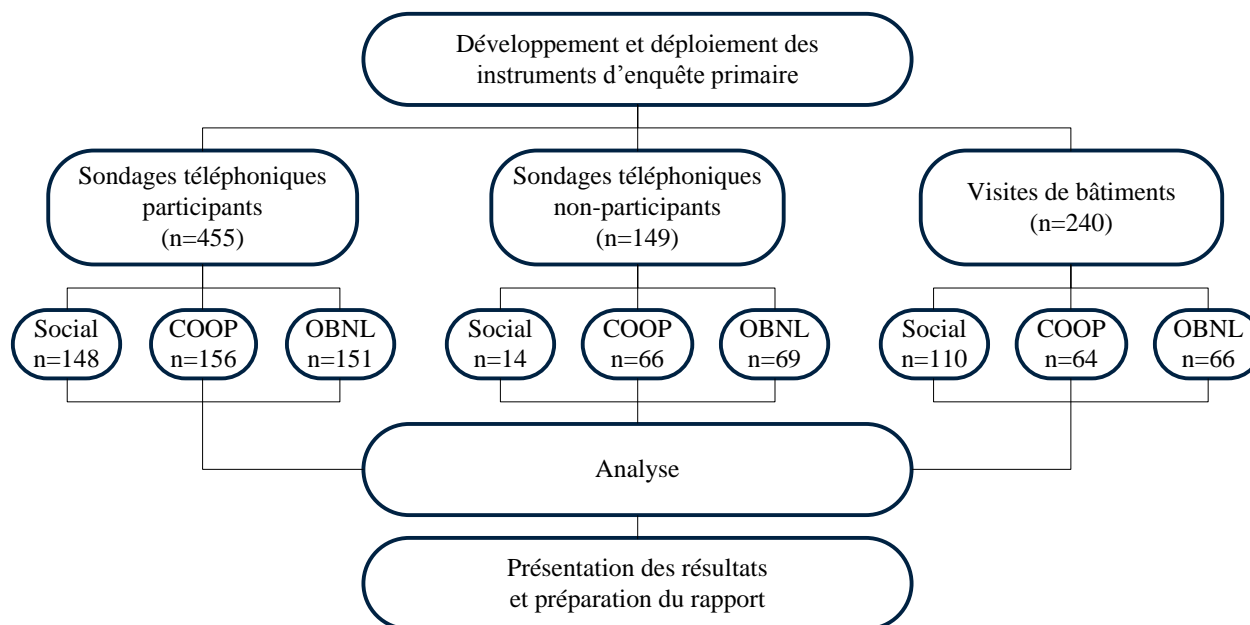 Développement et déploiement des
instruments d'enquête primaire
Sondages téléphoniques
participants
(n=455)
Sondages téléphoniques
non-participants
(n=149)
Visites de bâtiments
(n=240)
Social
n=148
COOP
n=156
OBNL
n=151
Social
n=14
COOP
n=66
OBNL
n=69
Social
n=110
COOP
n=64
OBNL
n=66
Analyse
Présentation des résultats
et préparation du rapport